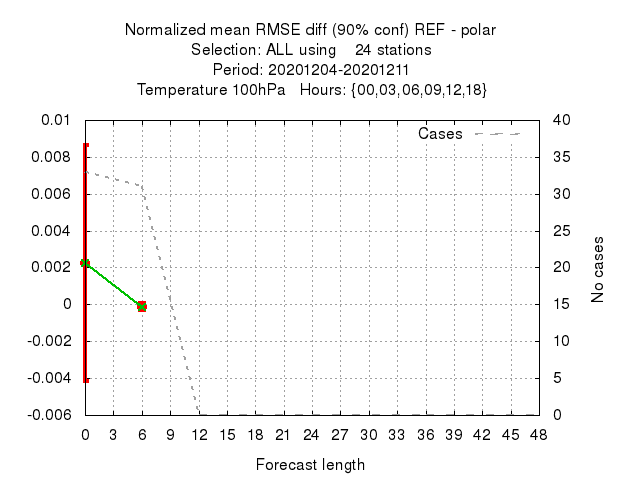 Normalized mean RMSE diff (90% conf) REF - polar
Selection: ALL using    24 stations
Period: 20201204-20201211
Temperature 100hPa   Hours: {00,03,06,09,12,18}
0.01
0.008
0.006
0.004
0.002
0
-0.002
-0.004
-0.006
Cases
40
35
30
25
20
15
10
5
0
No cases
0 3 6 9 12 15 18 21 24 27 30 33 36 39 42 45 48
Forecast length